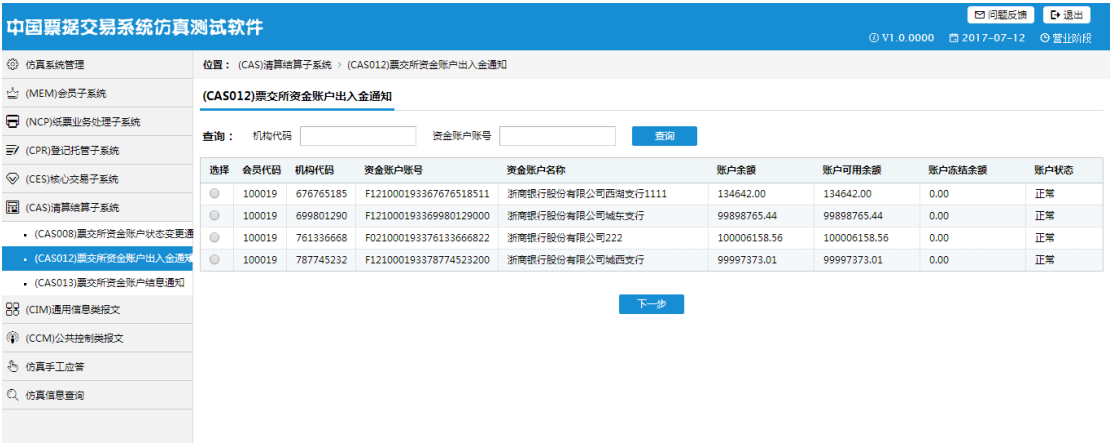 中国票据交易系统仿真测试软件
问题反馈 退出
V1.0.0000 2017-07-12 营业阶段
仿真系统管理
(MEM)会员子系统
(NCP)纸票业务处理子系统
(CPR)登记托管子系统
(CES)核心交易子系统
(CAS)清算结算子系统
(CAS008)票交所资金账户状态变更通
(CAS012)票交所资金账户出入金通知
(CAS013)票交所资金账户结息通知
(CIM)通用信息类报文
(CCM)公共控制类报文
仿真手工应答
仿真信息查询
位置： (CAS)清算结算子系统 > (CAS012)票交所资金账户出入金通知
(CAS012)票交所资金账户出入金通知
查询： 机构代码 资金账户账号 查询
选择 会员代码 机构代码 资金账户账号 资金账户名称 账户余额 账户可用余额 账户冻结余额 账户状态
100019 676765185 F121000193367676518511 浙商银行股份有限公司西湖支行1111 134642.00 134642.00 0.00 正常
100019 699801290 F121000193369980129000 浙商银行股份有限公司城东支行 99898765.44 99898765.44 0.00 正常
100019 761336668 F021000193376133666822 浙商银行股份有限公司222 100006158.56 100006158.56 0.00 正常
100019 787745232 F121000193378774523200 浙商银行股份有限公司城西支行 99997373.01 99997373.01 0.00 正常
下一步